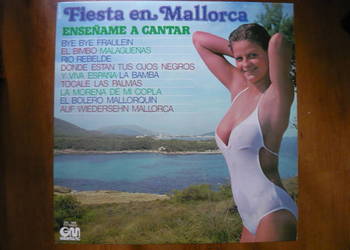 Fiesta en Mallorca
ENSEÑAME A CANTAR
BYE BYE FRAULEIN
EL BIMBO MALAGUEÑAS
RIO REBELDE
DONDE ESTAN TUS OJOS NEGROS
Y VIVA ESPAÑA LA BAMBA
TOCALE LAS PALMAS
LA MORENA DE MI COPLA
EL BOLERO MALLORQUIN
AUF WIEDERSEHN MALLORCA
GM